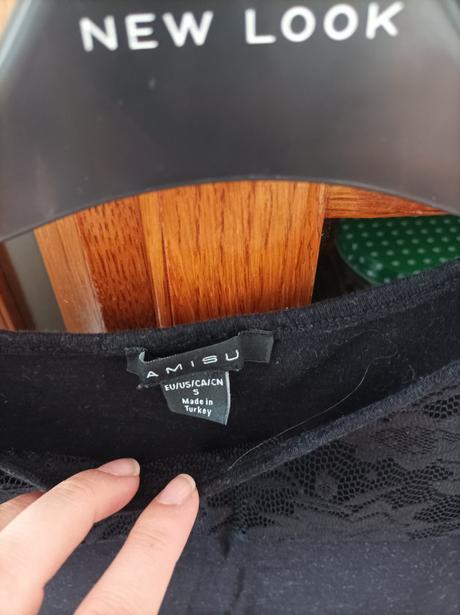 NEW LOOK
AMISU
EU/US/CA/CN
S
Made in
Turkey